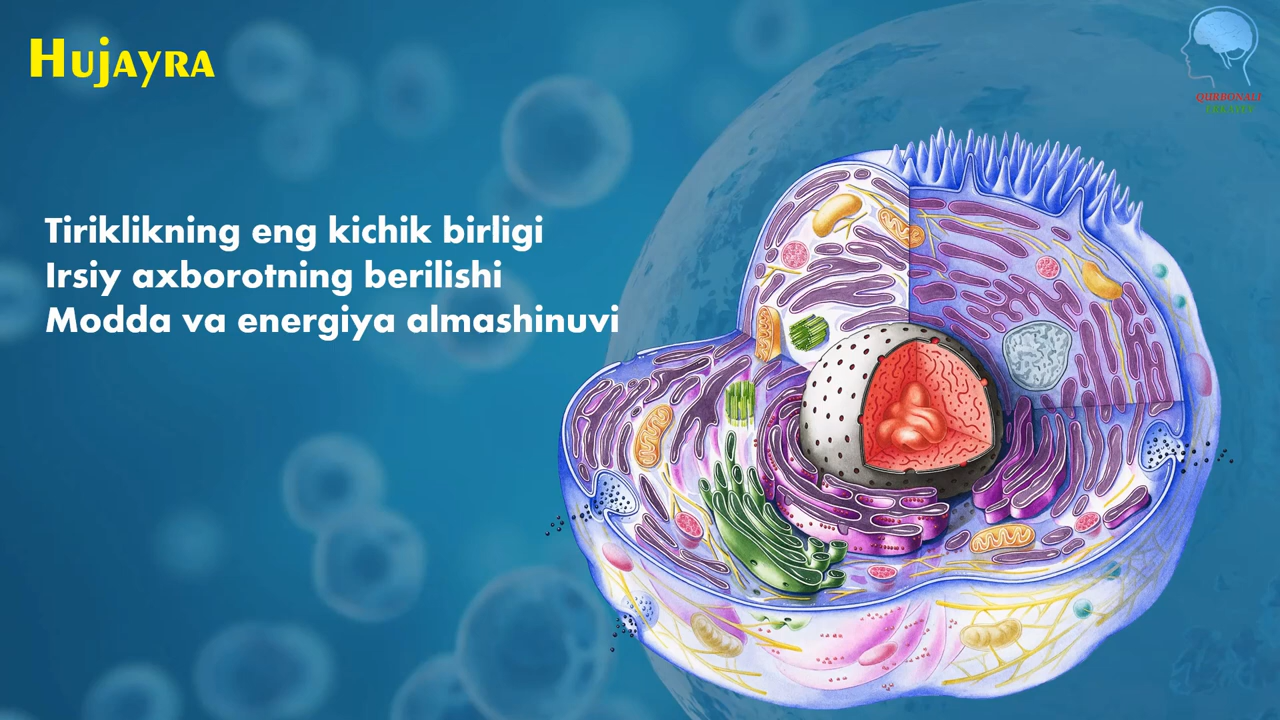 Hujayra
Tiriklikning eng kichik birligi
Irsiy axborotning berilishi
Modda va energiya almashinuvi
QURBONALI